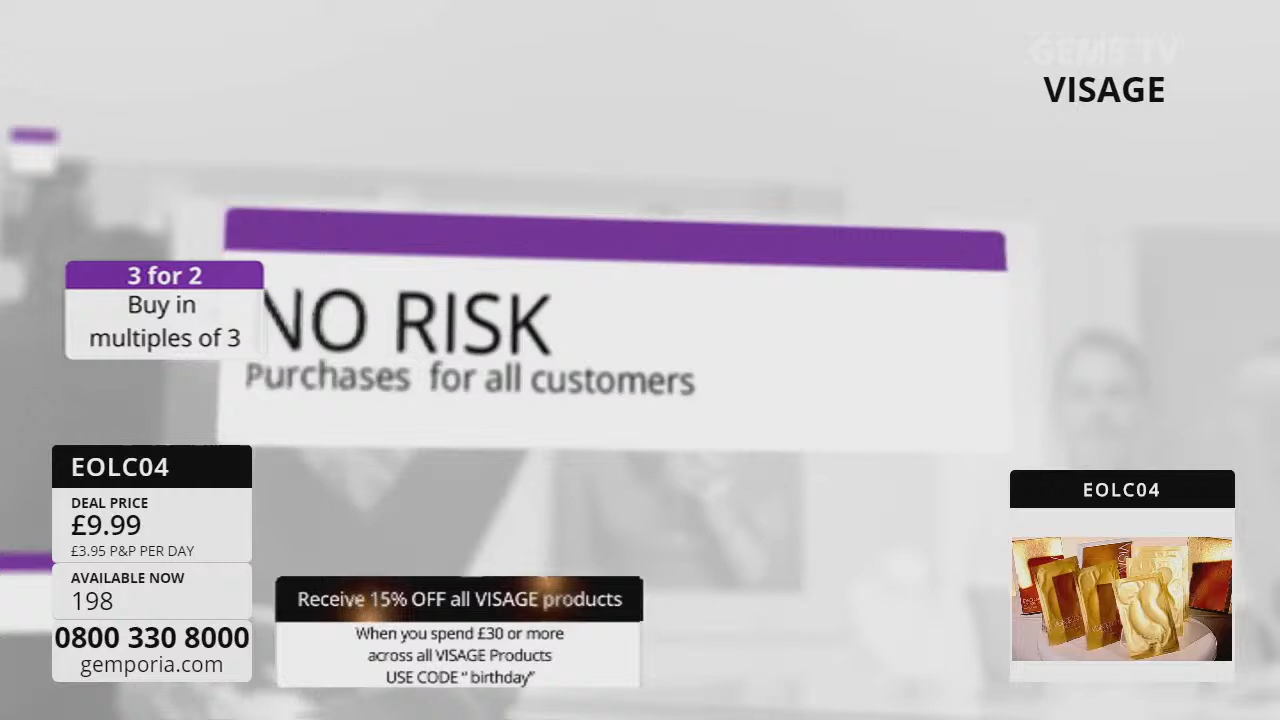 GEMS TV
VISAGE
NO RISK
Purchases for all customers
3 for 2
Buy in
multiples of 3
EOLC04
DEAL PRICE
£9.99
£3.95 P&P PER DAY
AVAILABLE NOW
198
0800 330 8000
gemporia.com
Receive 15% OFF all VISAGE products
When you spend £30 or more
across all VISAGE Products
USE CODE " birthday"
EOLC04